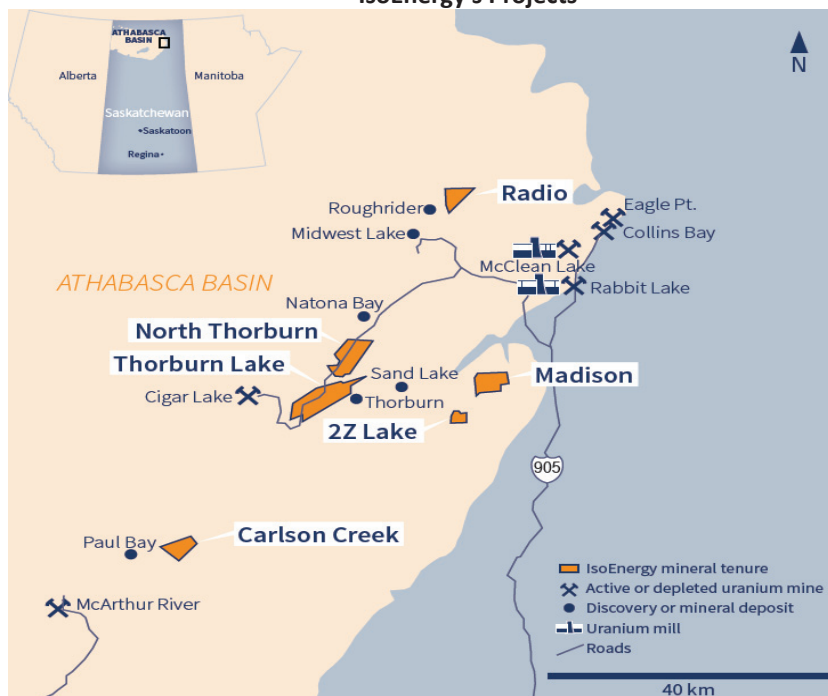 IsoEnergy's Projects
ATHABASCA
BASIN
Alberta
Manitoba
Saskatchewan
Saskatoon
Regina
N
Radio
Roughrider
Eagle Pt.
Midwest Lake
Collins Bay
McClean Lake
ATHABASCA BASIN
Rabbit Lake
Natona Bay
North Thorburn
Thorburn Lake
Sand Lake
Madison
Cigar Lake
Thorburn
2Z Lake
905
Carlson Creek
Paul Bay
McArthur River
IsoEnergy mineral tenure
Active or depleted uranium mine
Discovery or mineral deposit
Uranium mill
Roads
40 km